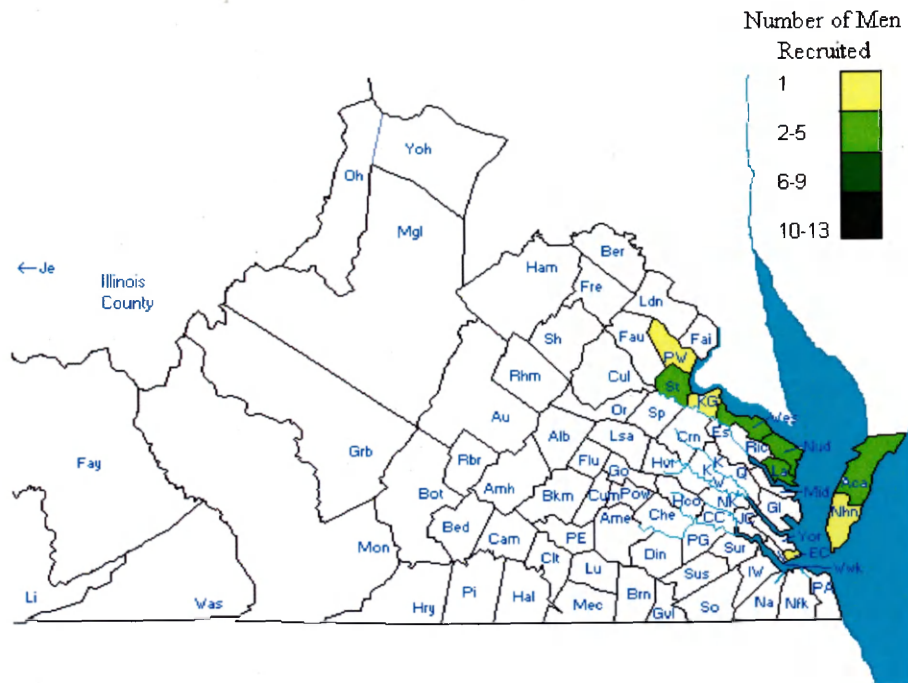 Number of Men
Recruited
1
2-5
6-9
10-13
Yoh
Oh
Mgl
Ber
←Je
Illinois
County
Ham
Fre
Ldn
Sh
Fau
Fai
PW
Rhm
Cul
St
KG
Au
Or
Sp
Wes
Es
Ric
Nud
Alb
Lsa
Crn
Grb
Fay
Rbr
Flu
Go
Hvr
K
Q
La
Mid
Aca
K
W
Bot
Amh
Bkm
Cum
Pow
Hco
NK
Gl
Nhn
Bed
Ame
Che
CC
JC
Yor
Mon
Cam
PE
PG
EC
Clt
Din
Sur
Wwk
Li
Was
Hry
Pi
Hal
Lu
Sus
IW
PA
Mec
Brn
Gvl
So
Na
Nfk